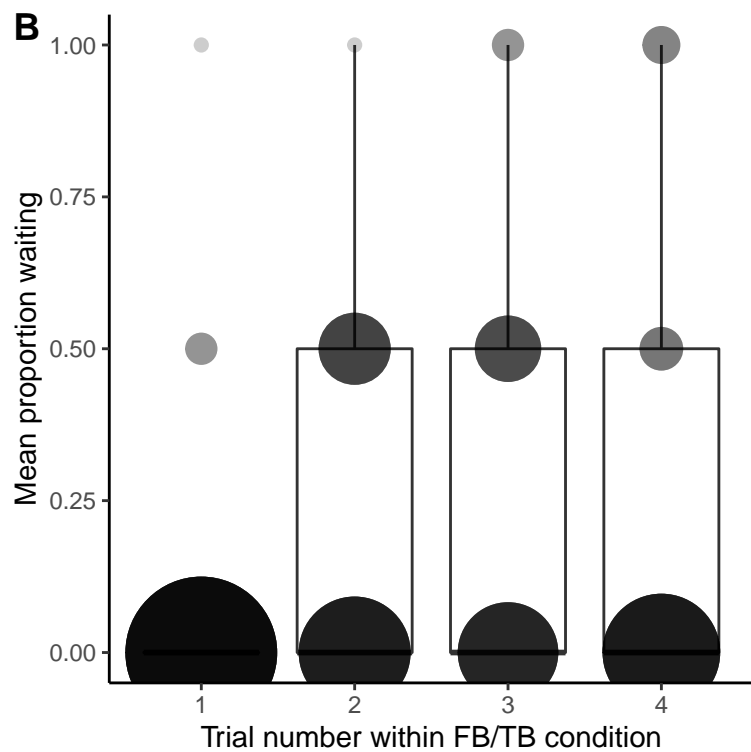 B
Mean proportion waiting
1.00
0.75
0.50
0.25
0.00
1 2 3 4
Trial number within FB/TB condition